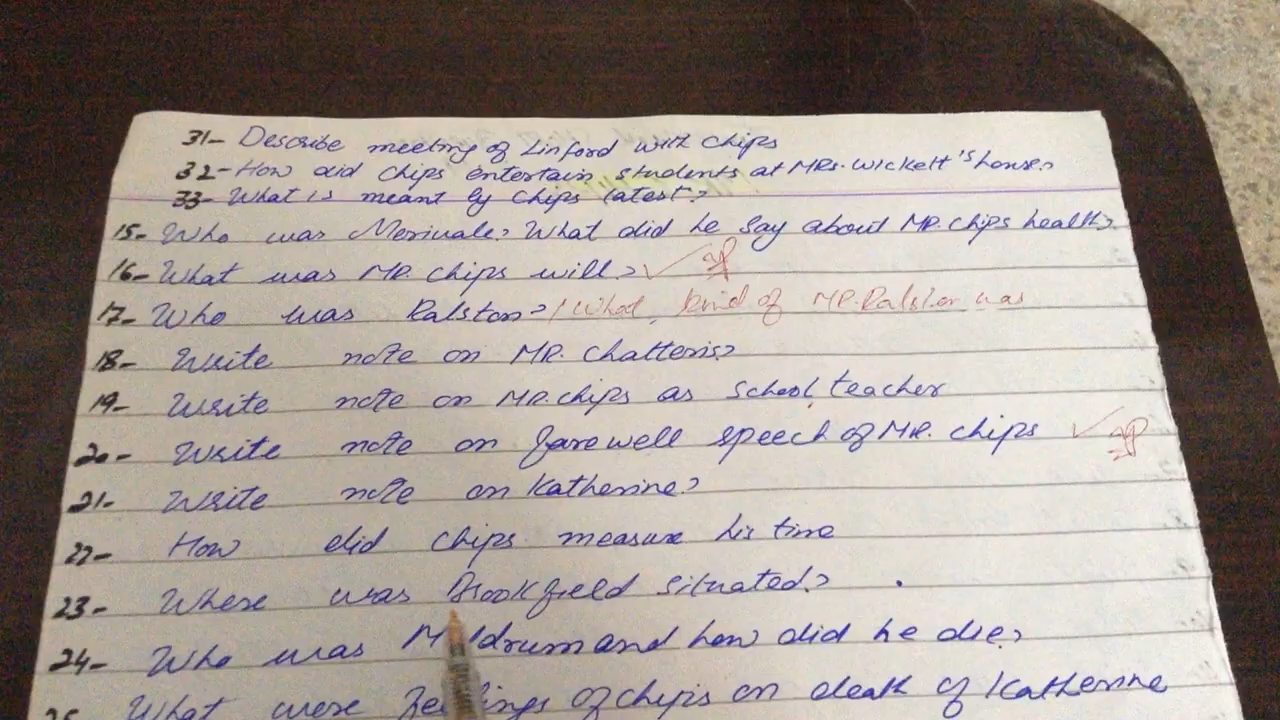 31- Describe meeting of Linford with Chips
32- How did Chips entertain students at MRs. Wickett's house?
33- What is meant by Chips latest?
15- Who was Merivale? What did he say about MR. Chips health?
16- What was MR. Chips will?
17- Who was Ralston? / What kind of MR. Ralston was
18- Write note on MR. Chatteris?
19- Write note on MR. chips as School teacher
20- Write note on farewell speech of MR. chips
21- Write note on Katherine?
22- How did chips measure his time
23- Where was Brookfield situated?
24- Who was Meldrum and how did he die?
25- What were feelings of chips on death of Katherine